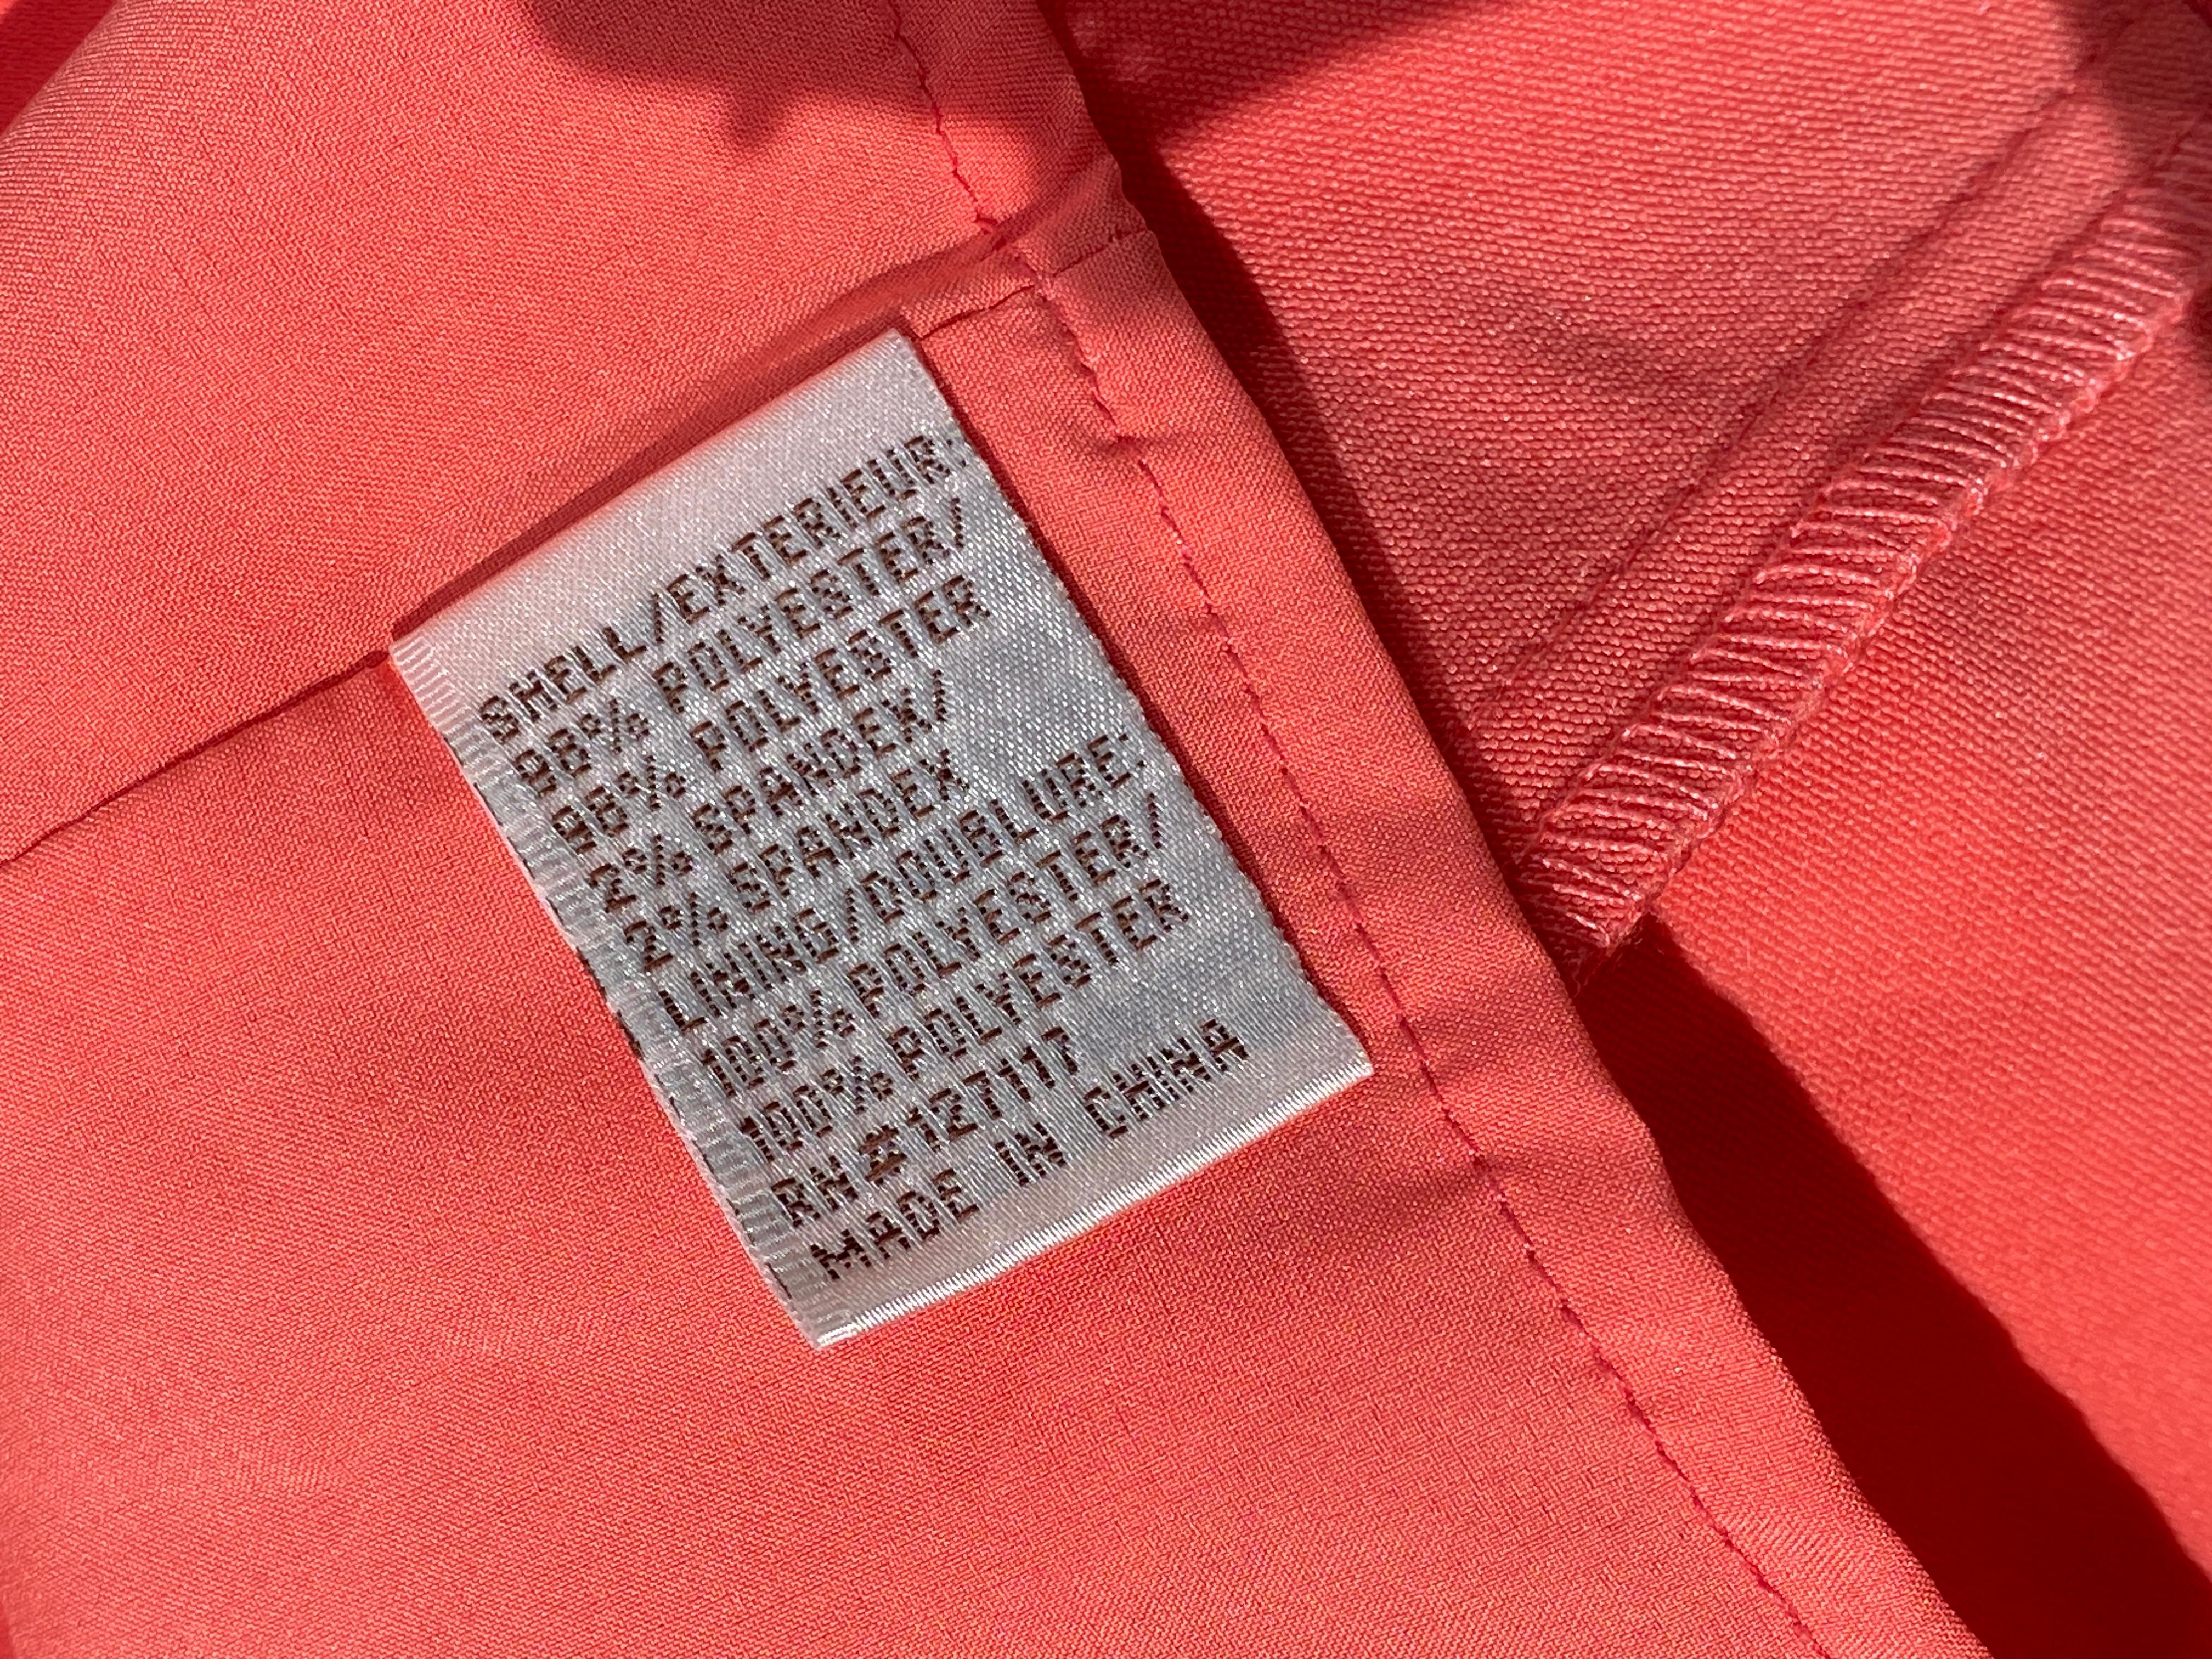 SHELL/EXTERIEUR:
98% POLYESTER/
98% POLYESTER
2% SPANDEX/
2% SPANDEX
LINING/DOUBLURE:
100% POLYESTER/
100% POLYESTER
RN#127117
MADE IN CHINA